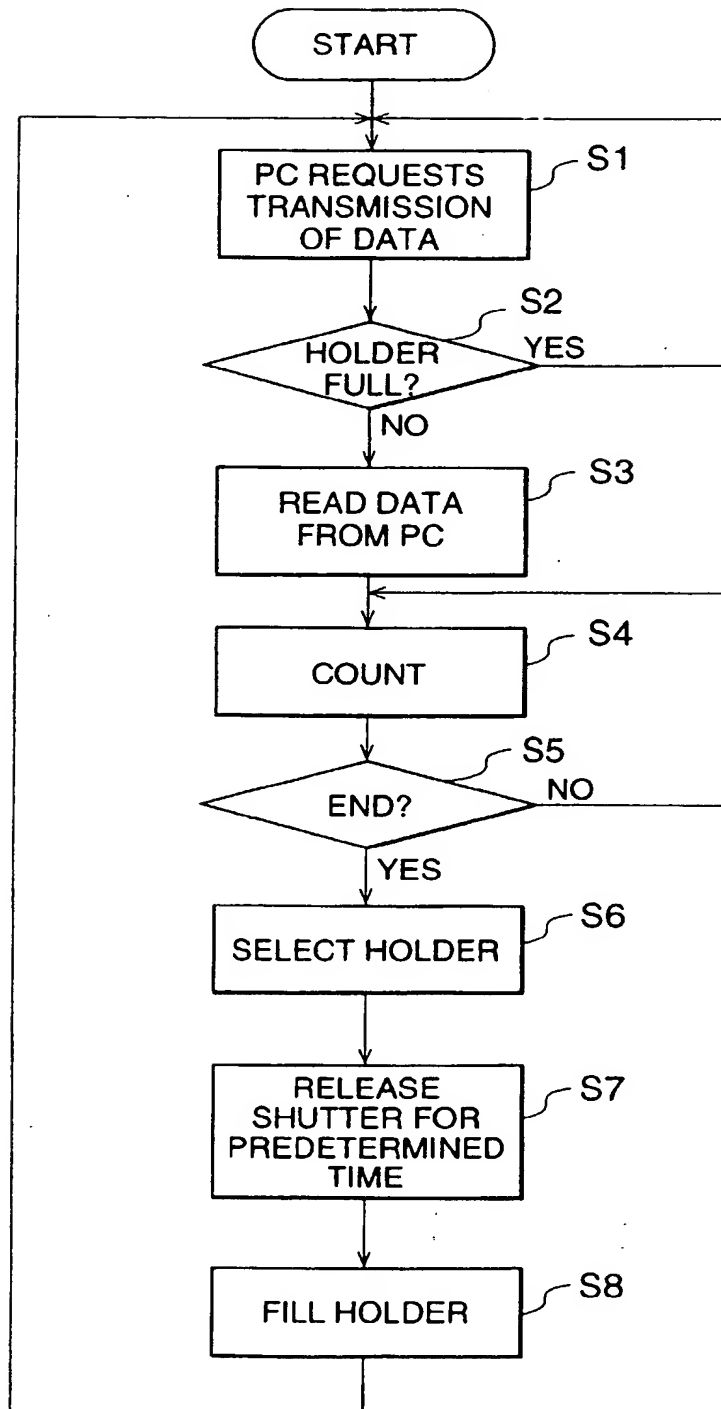 START
S1
PC REQUESTS
TRANSMISSION
OF DATA
S2
HOLDER
FULL?
YES
NO
S3
READ DATA
FROM PC
S4
COUNT
S5
END?
NO
YES
S6
SELECT HOLDER
S7
RELEASE
SHUTTER FOR
PREDETERMINED
TIME
S8
FILL HOLDER